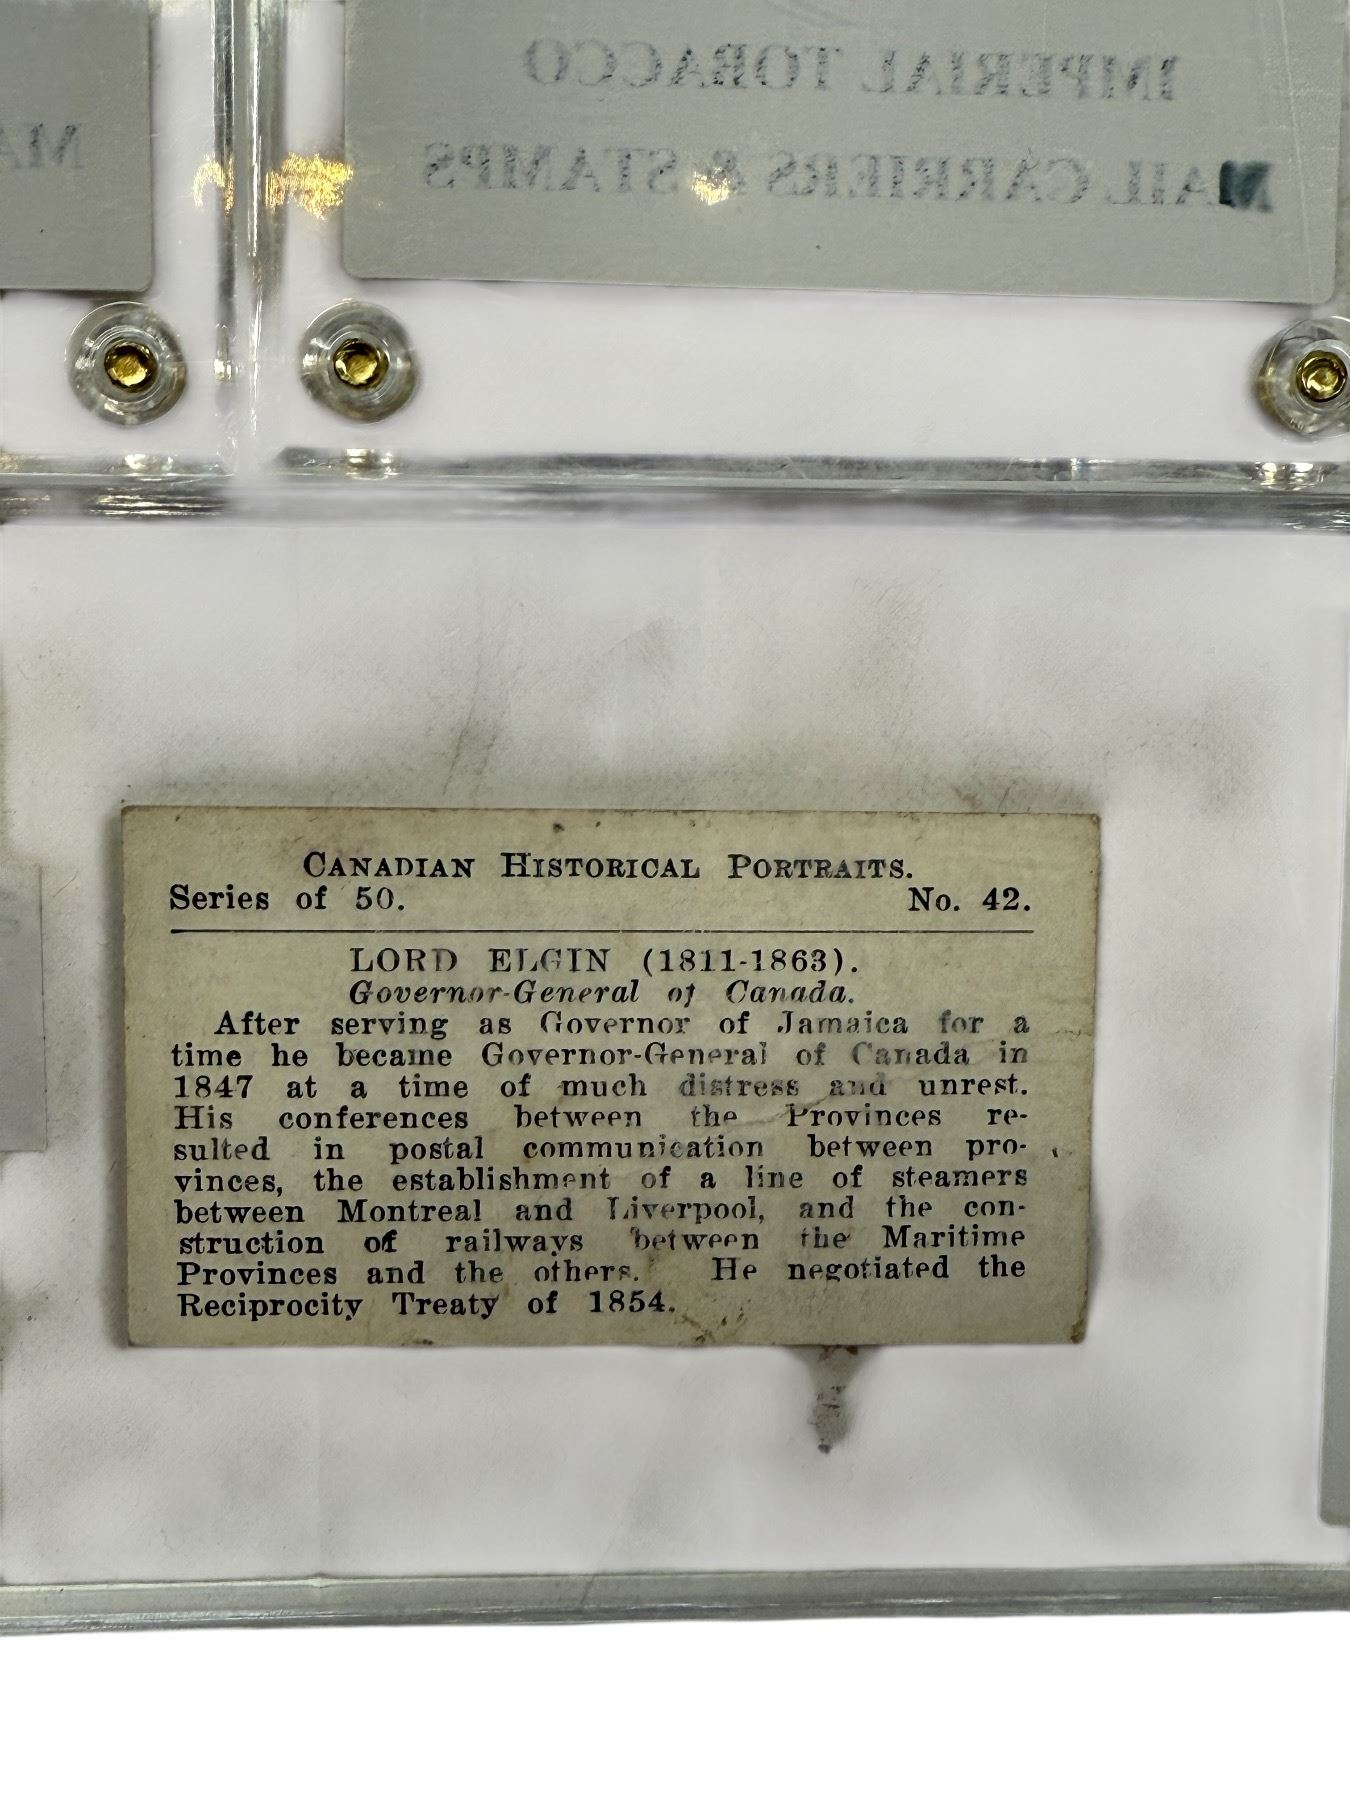 MA
IMPERIAL TOBACCO
MAIL CARRIERS & STAMPS
CANADIAN HISTORICAL PORTRAITS.
Series of 50. No. 42.
LORD ELGIN (1811-1863).
Governor-General of Canada.
After serving as Governor of Jamaica for a
time he became Governor-General of Canada in
1847 at a time of much distress and unrest.
His conferences between the Provinces re-
sulted in postal communication between pro-
vinces, the establishment of a line of steamers
between Montreal and Liverpool, and the con-
struction of railways between the Maritime
Provinces and the others. He negotiated the
Reciprocity Treaty of 1854.